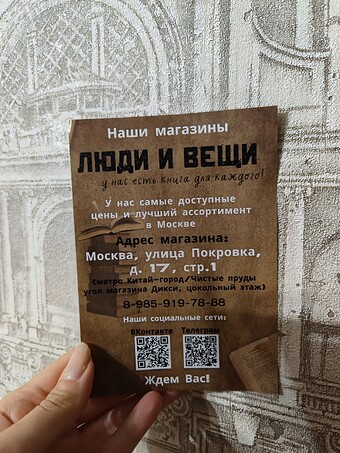 Наши магазины
ЛЮДИ И ВЕЩИ
у нас есть книга для каждого!
У нас самые доступные
цены и лучший ассортимент
в Москве
Адрес магазина:
Москва, улица Покровка,
д. 17, стр.1
(метро Китай-город/Чистые пруды
угол магазина Дикси, цокольный этаж)
8-985-919-78-88
Наши социальные сети:
ВКонтакте Телеграм
Ждем Вас!